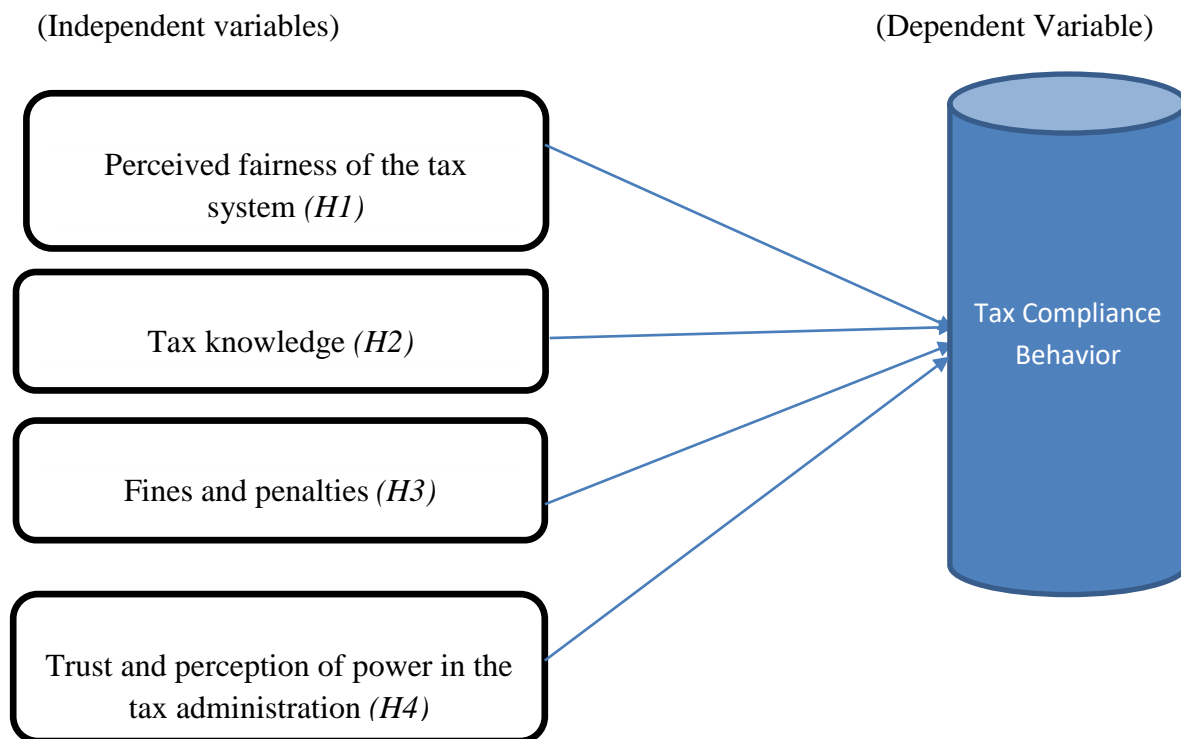 (Independent variables)
(Dependent Variable)
Perceived fairness of the tax
system (H1)
Tax knowledge (H2)
Fines and penalties (H3)
Trust and perception of power in the
tax administration (H4)
Tax Compliance
Behavior